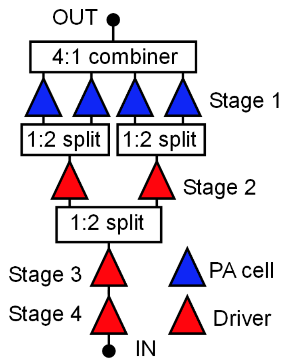 OUT
4:1 combiner
Stage 1
1:2 split 1:2 split
Stage 2
1:2 split
Stage 3
PA cell
Stage 4
Driver
IN